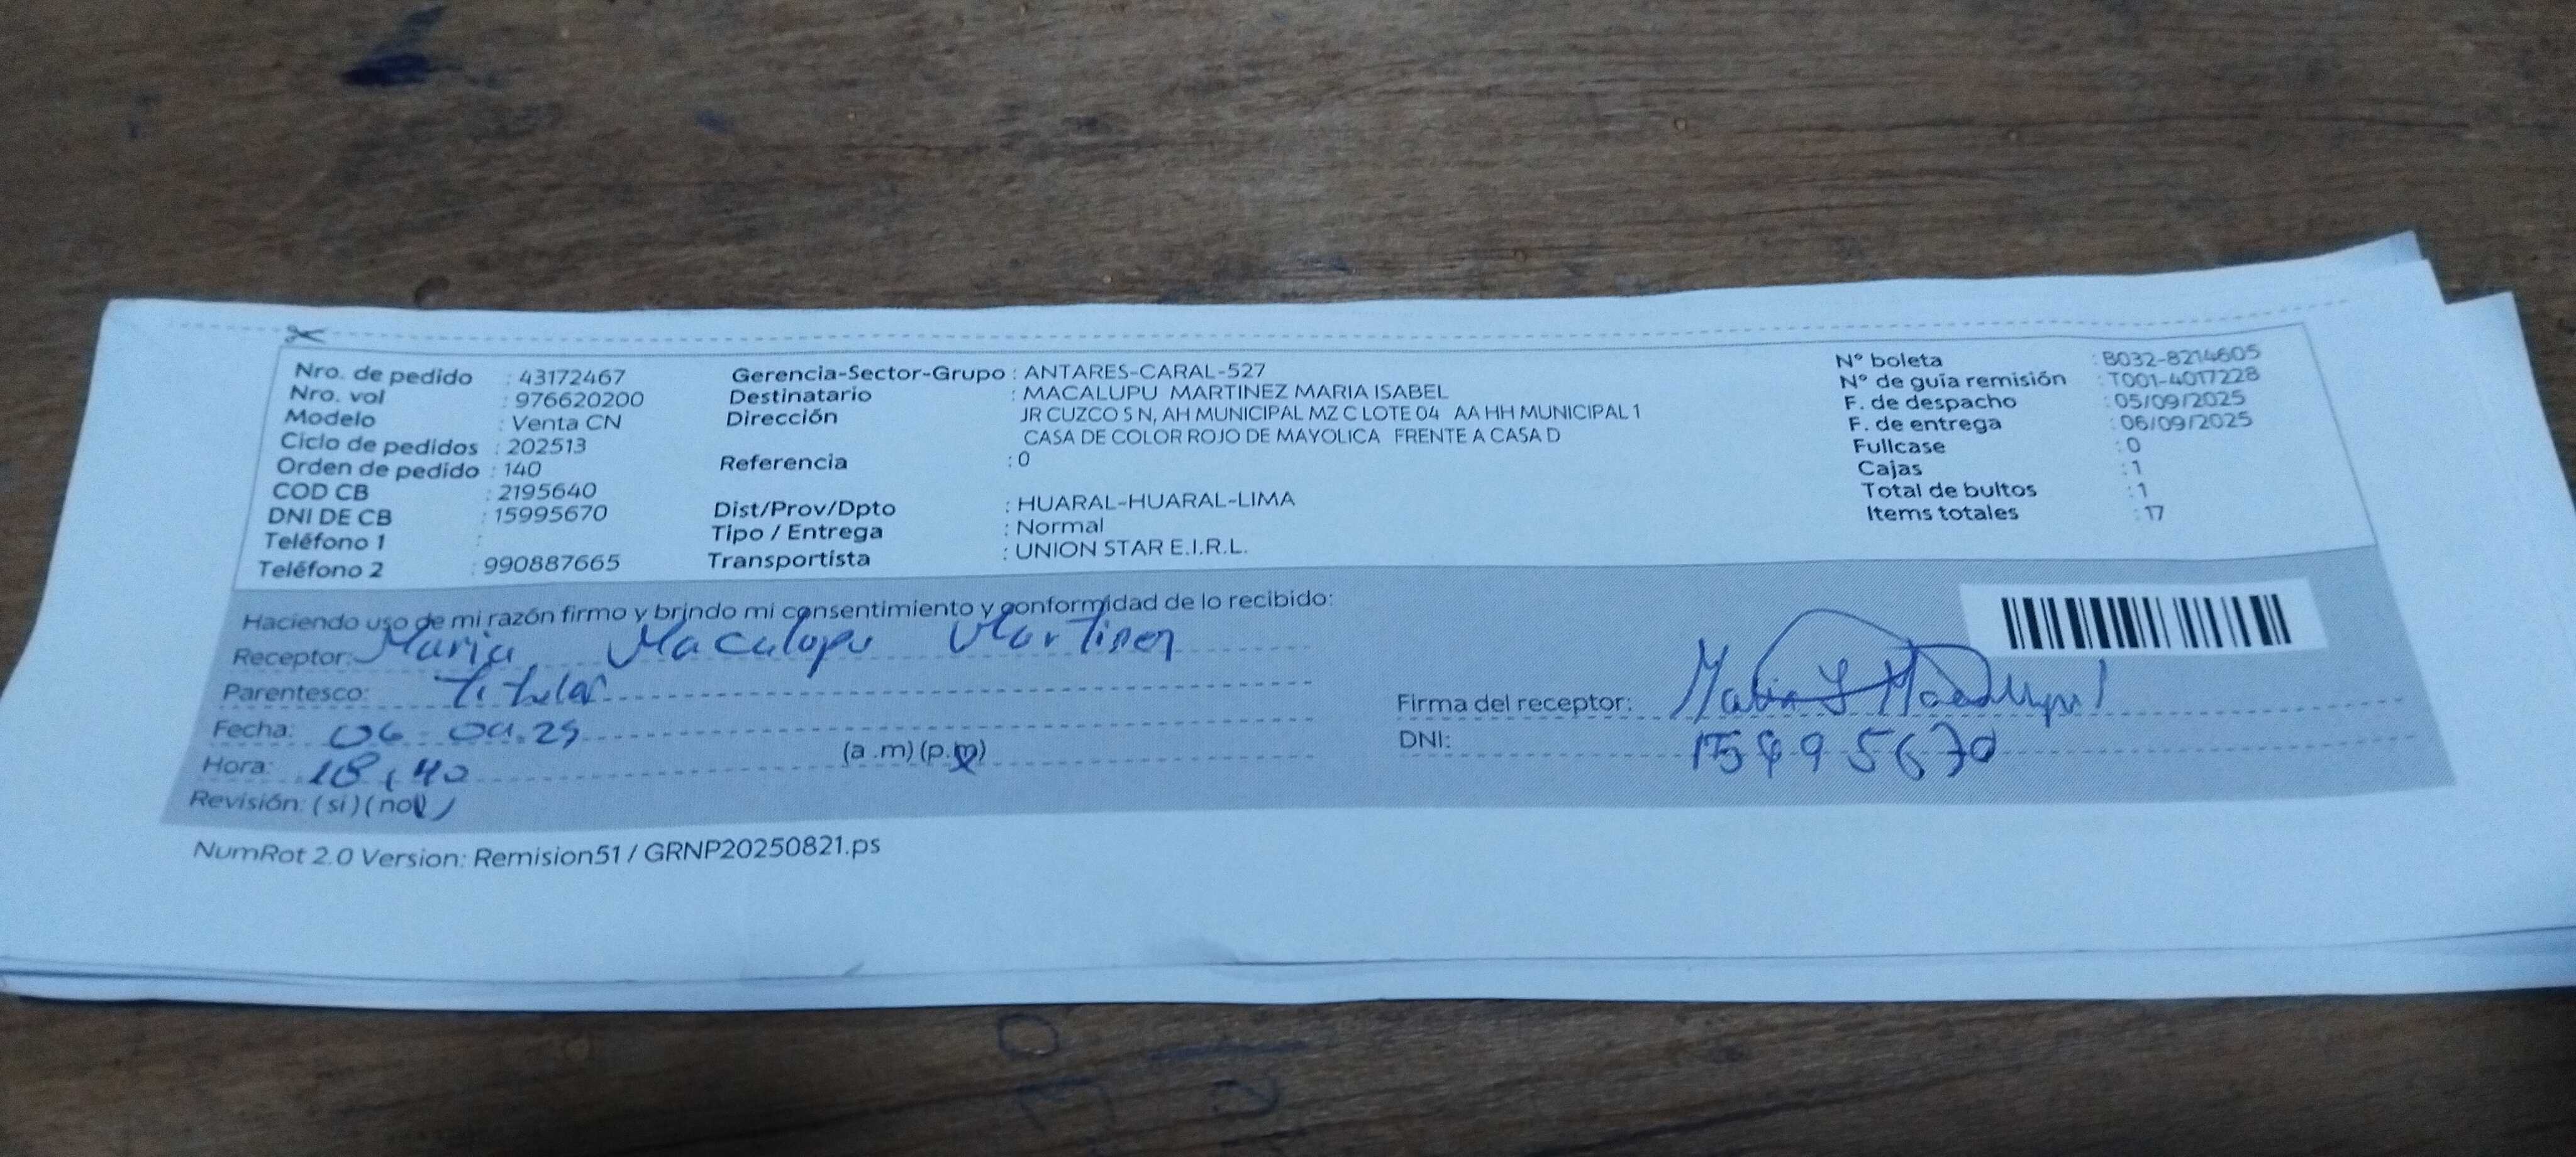 Nro. de pedido : 43172467
Nro. vol : 976620200
Modelo : Venta CN
Ciclo de pedidos : 202513
Orden de pedido : 140
COD CB : 2195640
DNI DE CB : 15995670
Teléfono 1 :
Teléfono 2 : 990887665
Gerencia-Sector-Grupo : ANTARES-CARAL-527
Destinatario : MACALUPU MARTINEZ MARIA ISABEL
Dirección JR CUZCO S N, AH MUNICIPAL MZ C LOTE 04 AA HH MUNICIPAL 1
CASA DE COLOR ROJO DE MAYOLICA FRENTE A CASA D
Referencia : 0
Dist/Prov/Dpto : HUARAL-HUARAL-LIMA
Tipo / Entrega : Normal
Transportista : UNION STAR E.I.R.L.
N° boleta : B032-8214605
N° de guía remisión : T001-4017228
F. de despacho : 05/09/2025
F. de entrega : 06/09/2025
Fullcase : 0
Cajas : 1
Total de bultos : 1
Items totales : 17
Haciendo uso de mi razón firmo y brindo mi consentimiento y conformidad de lo recibido:
Receptor: Maria Macalupu Martinez
Parentesco: titular
Fecha: 06-09.25
Hora: 18:40 (a .m) (p.m)
Revisión: (si) (no)
Firma del receptor: Maria I Macalupu
DNI: 15995670
NumRot 2.0 Version: Remision51 / GRNP20250821.ps